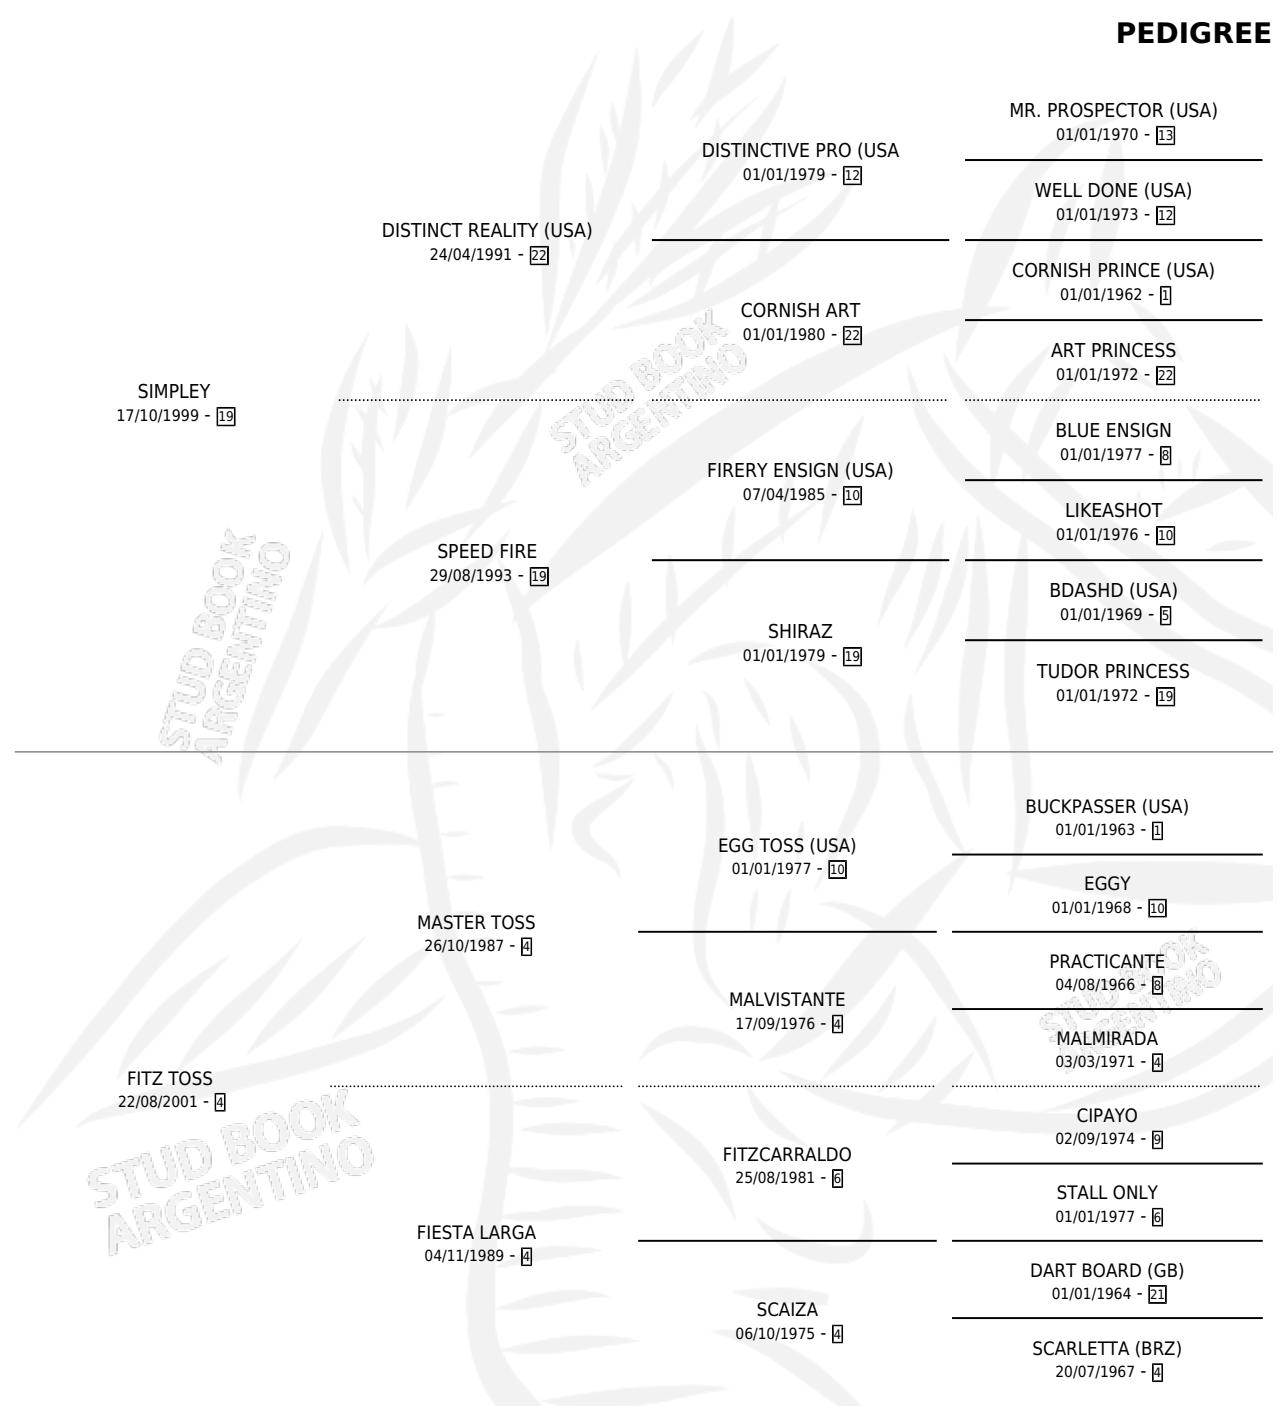 PEDIGREE
MR. PROSPECTOR (USA)
01/01/1970 - 13
DISTINCTIVE PRO (USA
01/01/1979 - 12
WELL DONE (USA)
01/01/1973 - 12
DISTINCT REALITY (USA)
24/04/1991 - 22
CORNISH PRINCE (USA)
01/01/1962 - 1
CORNISH ART
01/01/1980 - 22
ART PRINCESS
01/01/1972 - 22
SIMPLEY
17/10/1999 - 19
STUD BOOK
ARGENTINO
BLUE ENSIGN
01/01/1977 - 8
FIRERY ENSIGN (USA)
07/04/1985 - 10
LIKEASHOT
01/01/1976 - 10
SPEED FIRE
29/08/1993 - 19
BDASHD (USA)
01/01/1969 - 5
SHIRAZ
01/01/1979 - 19
TUDOR PRINCESS
01/01/1972 - 19
STUD BOOK
ARGENTINO
BUCKPASSER (USA)
01/01/1963 - 1
EGG TOSS (USA)
01/01/1977 - 10
EGGY
01/01/1968 - 10
MASTER TOSS
26/10/1987 - 4
PRACTICANTE
04/08/1966 - 8
MALVISTANTE
17/09/1976 - 4
STUD BOOK
ARGENTINO
MALMIRADA
03/03/1971 - 4
FITZ TOSS
22/08/2001 - 4
CIPAYO
02/09/1974 - 9
FITZCARRALDO
25/08/1981 - 6
STUD BOOK
ARGENTINO
STALL ONLY
01/01/1977 - 6
FIESTA LARGA
04/11/1989 - 4
DART BOARD (GB)
01/01/1964 - 21
SCAIZA
06/10/1975 - 4
SCARLETTA (BRZ)
20/07/1967 - 4